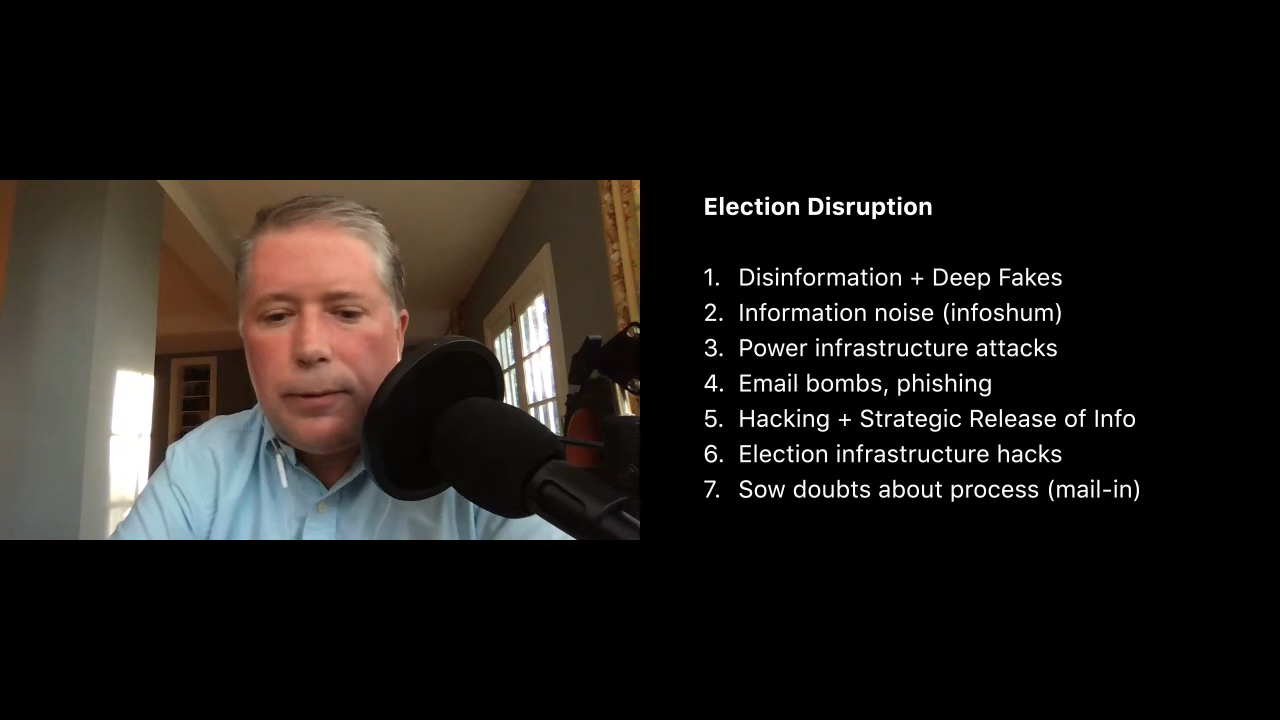 Election Disruption
1. Disinformation + Deep Fakes
2. Information noise (infoshum)
3. Power infrastructure attacks
4. Email bombs, phishing
5. Hacking + Strategic Release of Info
6. Election infrastructure hacks
7. Sow doubts about process (mail-in)